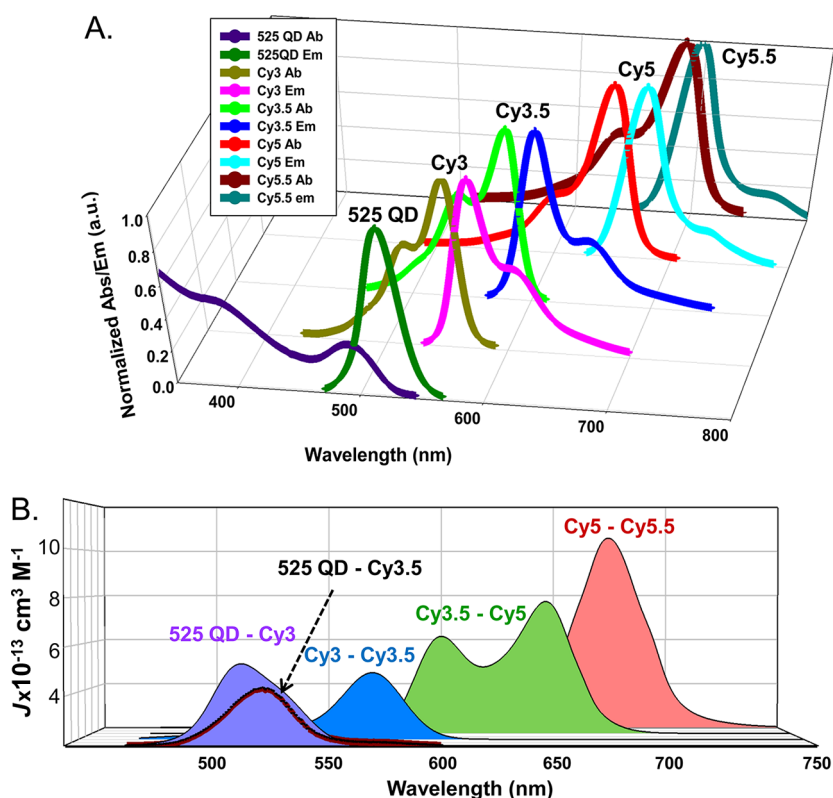 A.
525 QD Ab
525QD Em
Cy3 Ab
Cy3 Em
Cy3.5 Ab
Cy3.5 Em
Cy5 Ab
Cy5 Em
Cy5.5 Ab
Cy5.5 em
525 QD
Cy3
Cy3.5
Cy5
Cy5.5
Normalized Abs/Em (a.u.)
1.0
0.8
0.6
0.4
0.2
0.0
400
500
600
700
800
Wavelength (nm)
B.
Jx10-13 cm3 M-1
10
8
6
4
525 QD - Cy3
525 QD - Cy3.5
Cy3 - Cy3.5
Cy3.5 - Cy5
Cy5 - Cy5.5
500
550
600
650
700
750
Wavelength (nm)